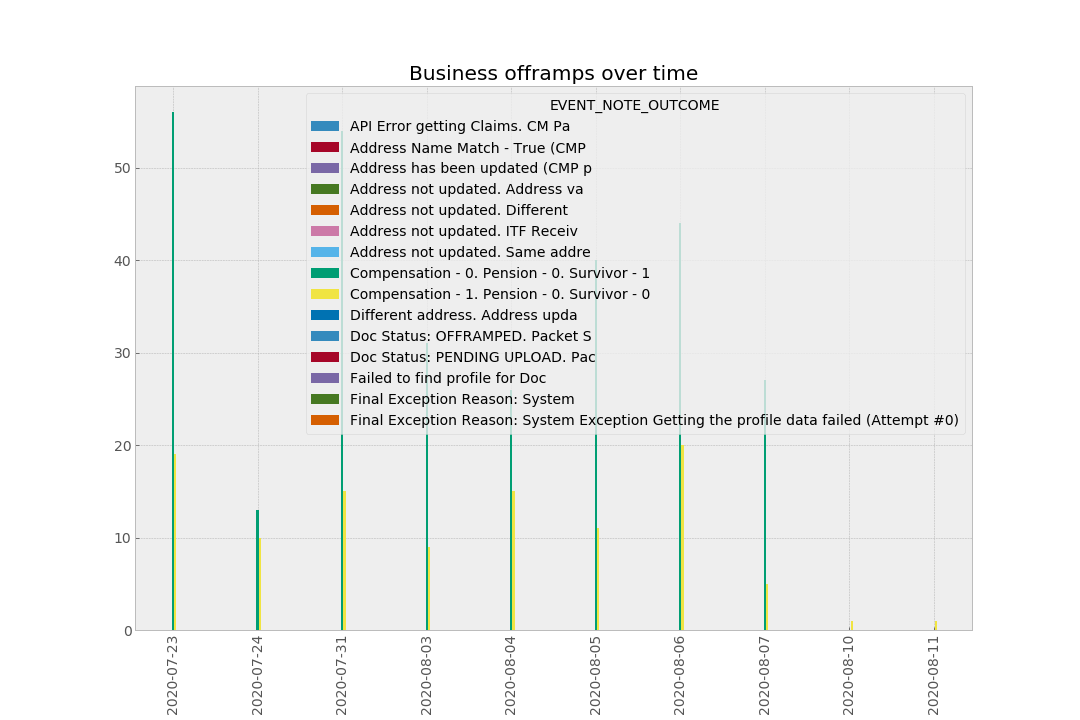 Business offramps over time
EVENT_NOTE_OUTCOME
API Error getting Claims. CM Pa
Address Name Match - True (CMP
Address has been updated (CMP p
Address not updated. Address va
Address not updated. Different
Address not updated. ITF Receiv
Address not updated. Same addre
Compensation - 0. Pension - 0. Survivor - 1
Compensation - 1. Pension - 0. Survivor - 0
Different address. Address upda
Doc Status: OFFRAMPED. Packet S
Doc Status: PENDING UPLOAD. Pac
Failed to find profile for Doc
Final Exception Reason: System
Final Exception Reason: System Exception Getting the profile data failed (Attempt #0)
50
40
30
20
10
0
2020-07-23
2020-07-24
2020-07-31
2020-08-03
2020-08-04
2020-08-05
2020-08-06
2020-08-07
2020-08-10
2020-08-11